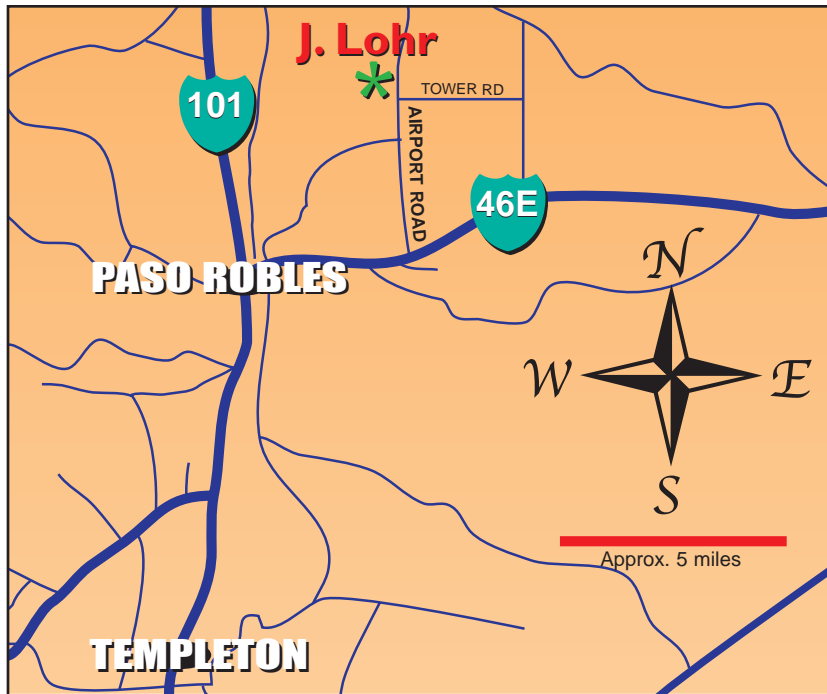 J. Lohr
*
101
TOWER RD
AIRPORT ROAD
46E
PASO ROBLES
N
W
E
S
Approx. 5 miles
TEMPLETON